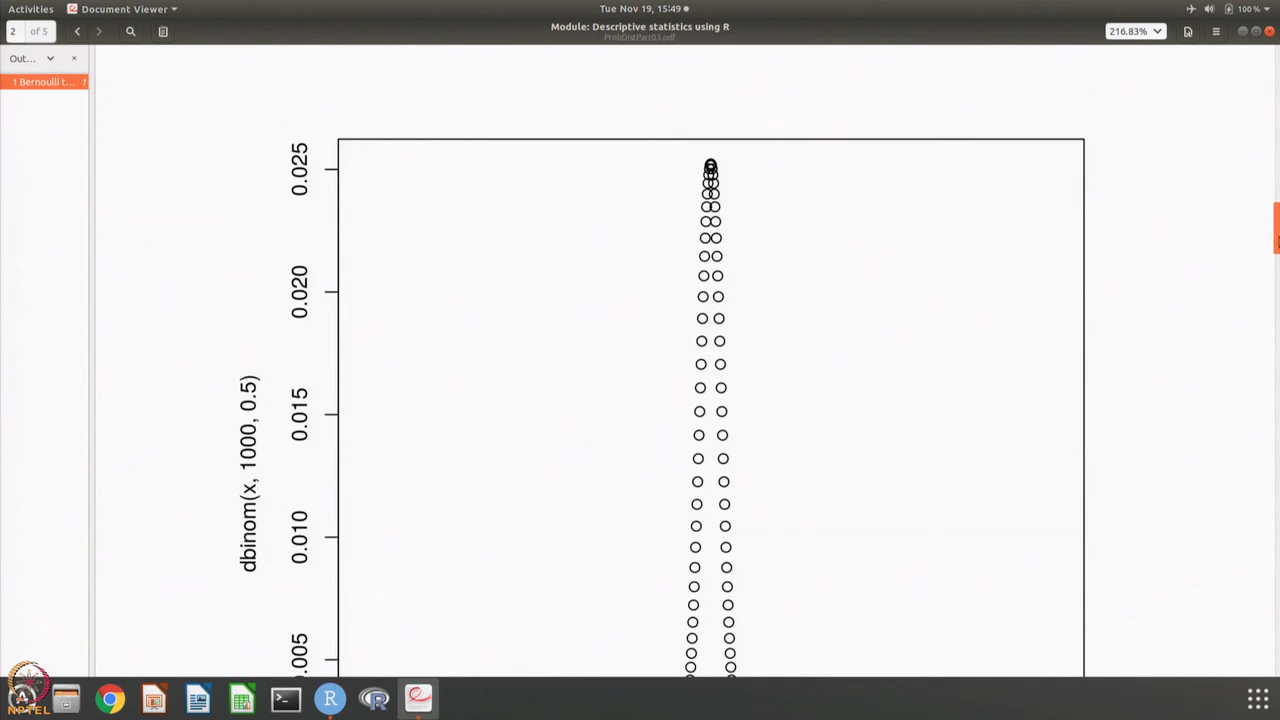 Activities
Document Viewer
Tue Nov 19, 15:49
100 %
2
of 5
Module: Descriptive statistics using R
ProbDistPart03.pdf
216.83%
Out...
1 Bernoulli t... 1
0.025
0.020
0.015
0.010
.005
dbinom(x, 1000, 0.5)
NPTEL